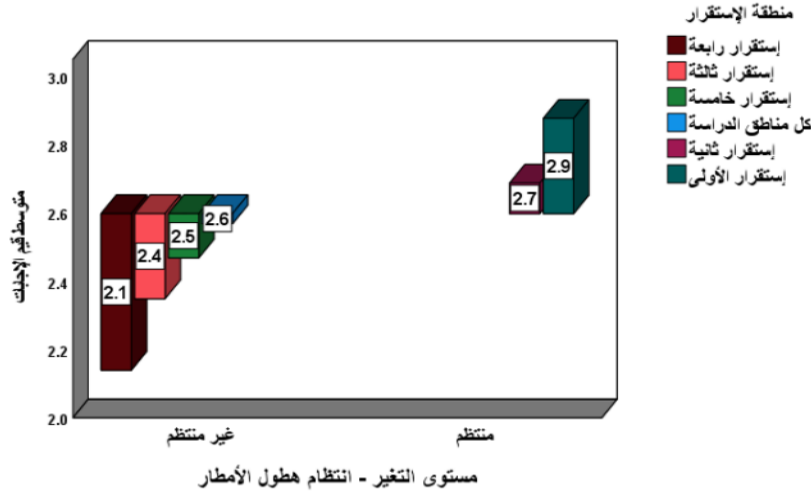 منطقة الإستقرار
إستقرار رابعة
إستقرار ثالثة
إستقرار خامسة
كل مناطق الدراسة
إستقرار ثانية
إستقرار الأولى
متوسط قيم الإجابات
3.0
2.8
2.6
2.4
2.2
2.0
2.1
2.4
2.5
2.6
2.7
2.9
غير منتظم
منتظم
مستوى التغير - انتظام هطول الأمطار